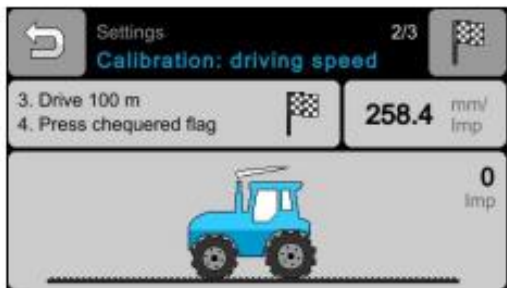 Settings 2/3
Calibration: driving speed
3. Drive 100 m
4. Press chequered flag
258.4 mm/
Imp
0
Imp